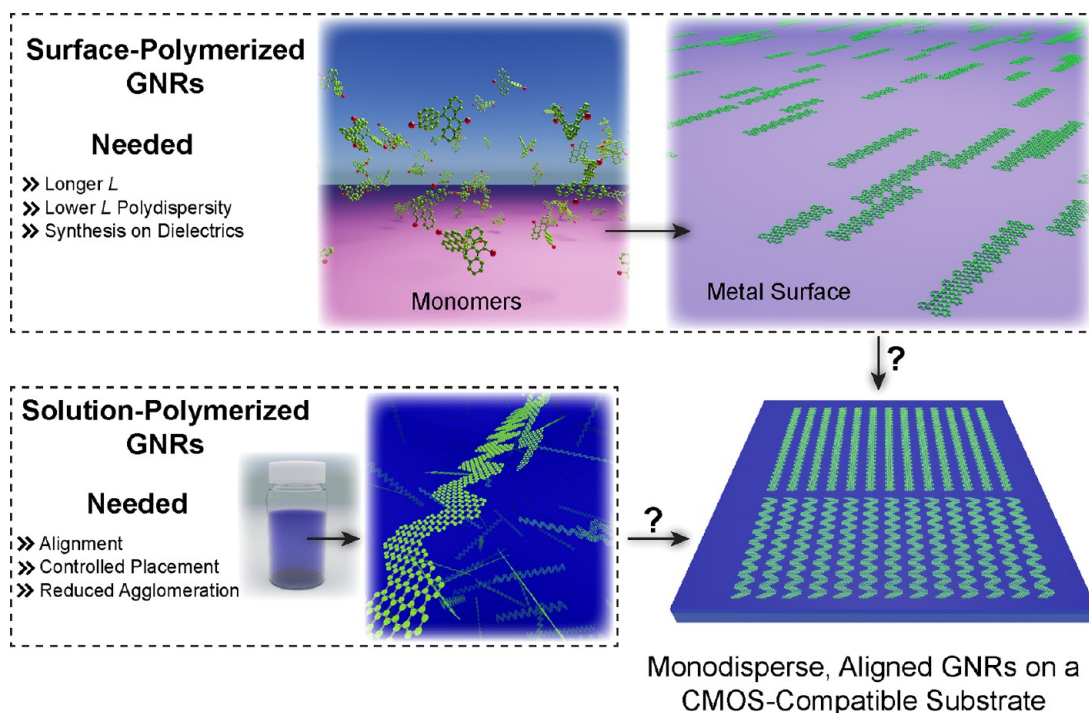 Surface-Polymerized
GNRs
Needed
» Longer L
» Lower L Polydispersity
» Synthesis on Dielectrics
Monomers
Metal Surface
?
Solution-Polymerized
GNRs
Needed
» Alignment
» Controlled Placement
» Reduced Agglomeration
?
Monodisperse, Aligned GNRs on a
CMOS-Compatible Substrate